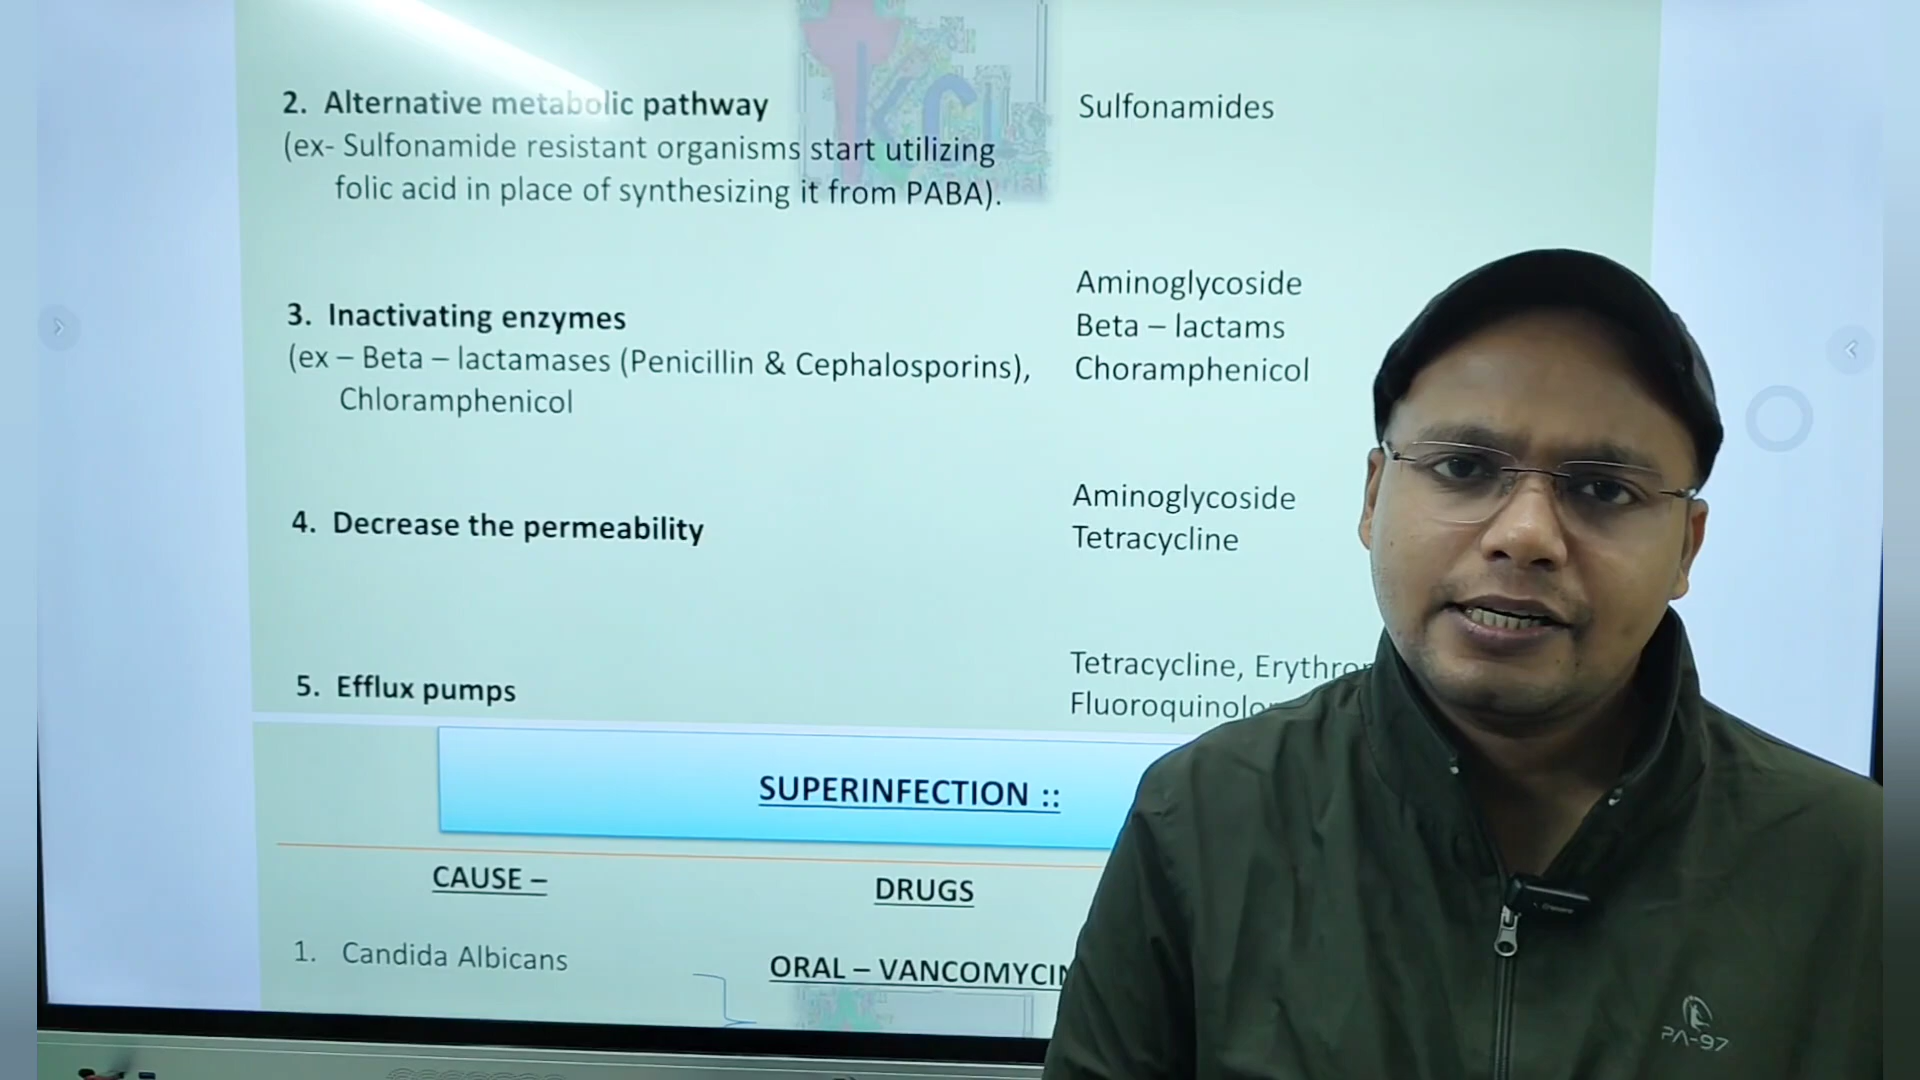 2. Alternative metabolic pathway
(ex- Sulfonamide resistant organisms start utilizing
folic acid in place of synthesizing it from PABA).
Sulfonamides
3. Inactivating enzymes
(ex – Beta – lactamases (Penicillin & Cephalosporins),
Chloramphenicol
Aminoglycoside
Beta – lactams
Choramphenicol
4. Decrease the permeability
Aminoglycoside
Tetracycline
5. Efflux pumps
Tetracycline,
SUPERINFECTION ::
CAUSE –
DRUGS
1. Candida Albicans
ORAL – VANCOMYCIN
PA-97